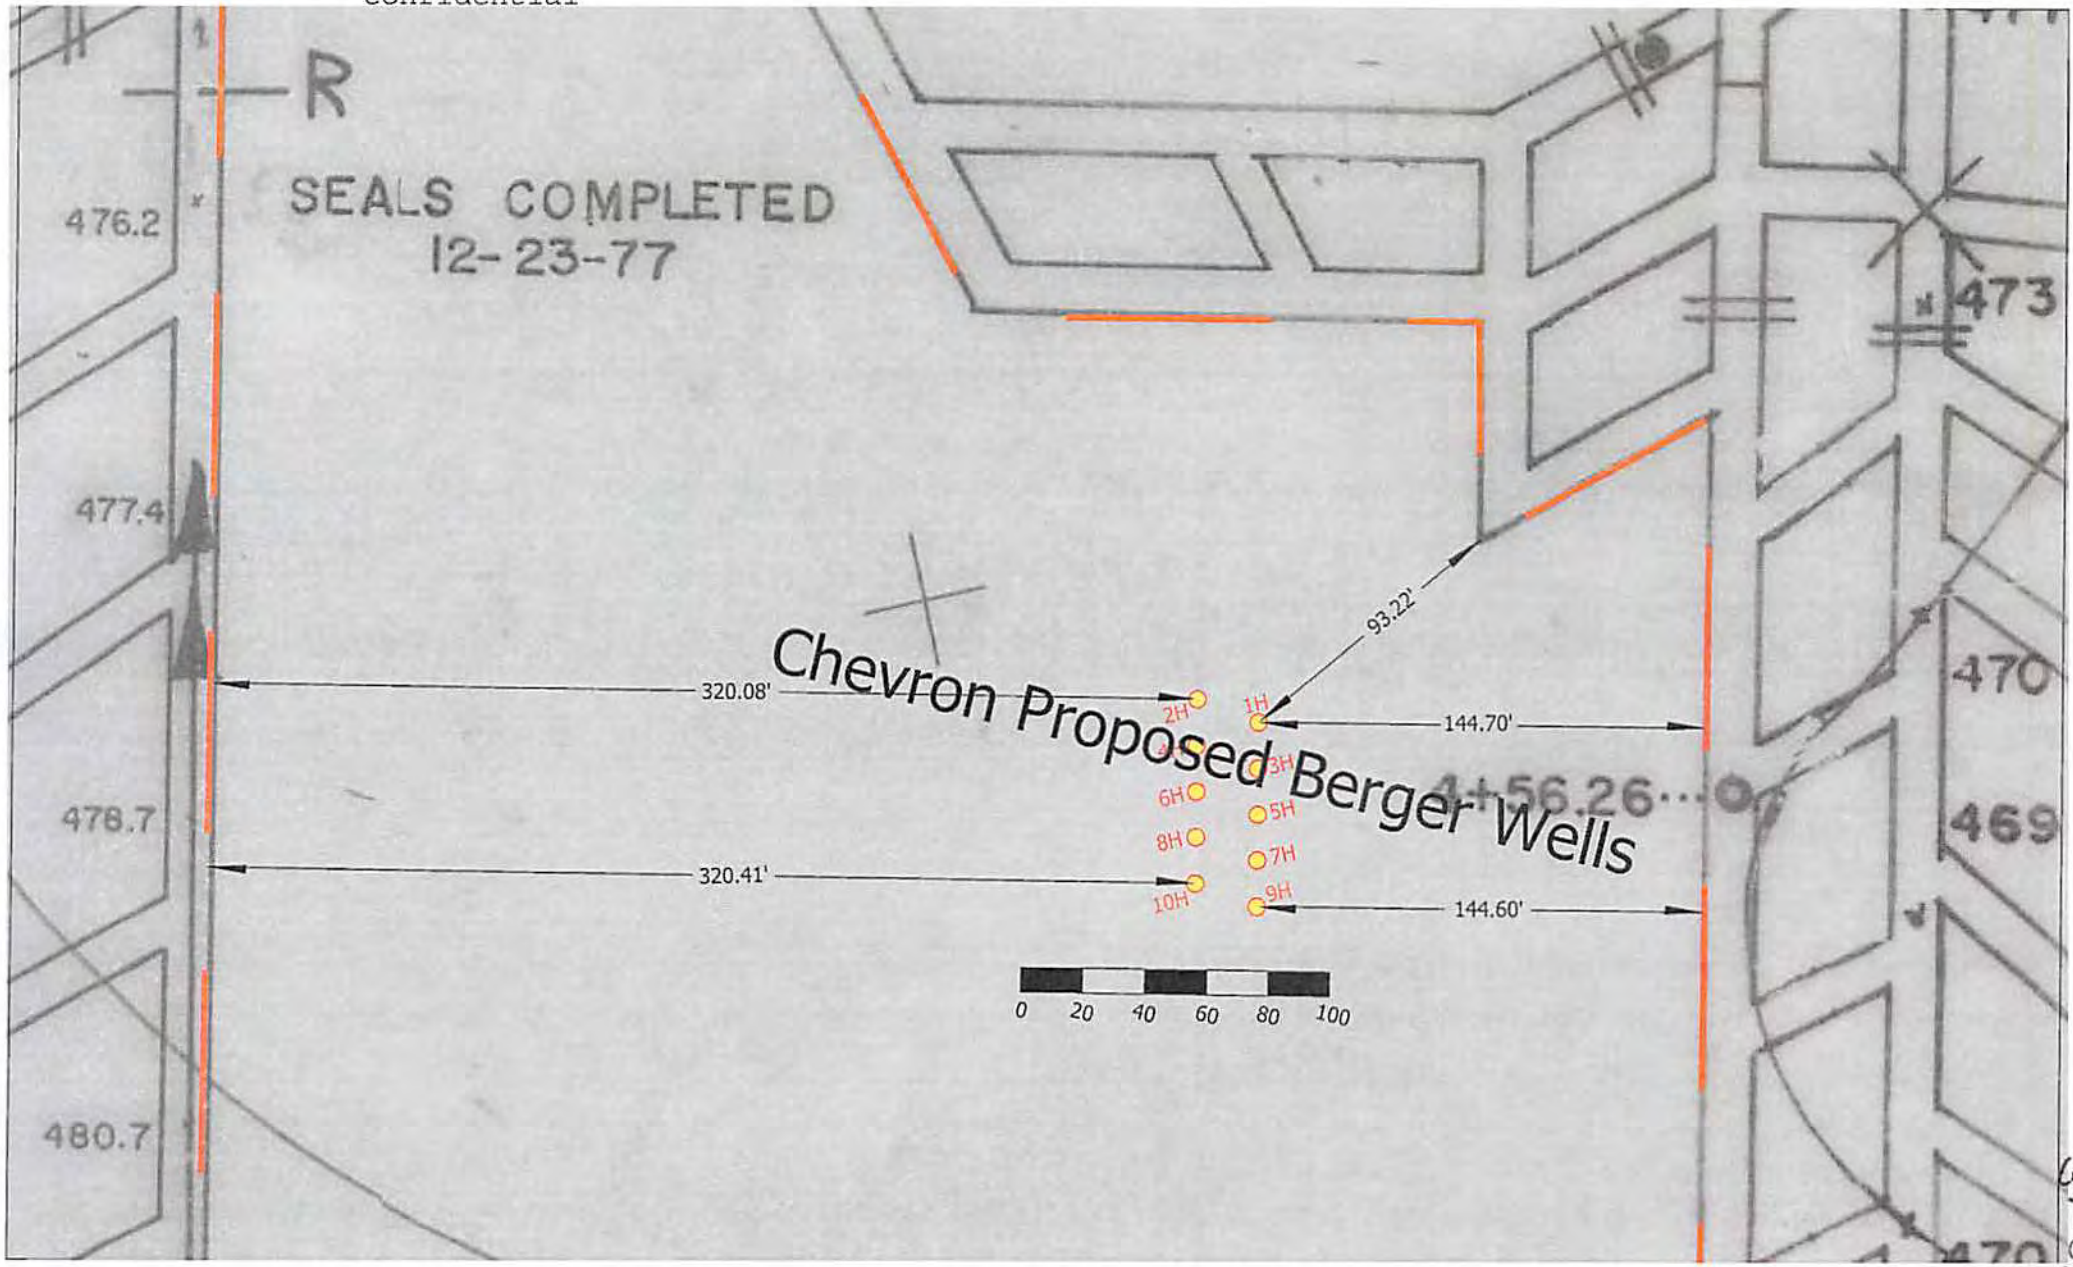 Confidential
R
SEALS COMPLETED
12-23-77
476.2
473
477.4
93.22'
Chevron Proposed Berger Wells
320.08'
2H
1H
144.70'
470
3H
6H
5H
4+56.26
478.7
469
8H
7H
320.41'
10H
9H
144.60'
0 20 40 60 80 100
480.7
470